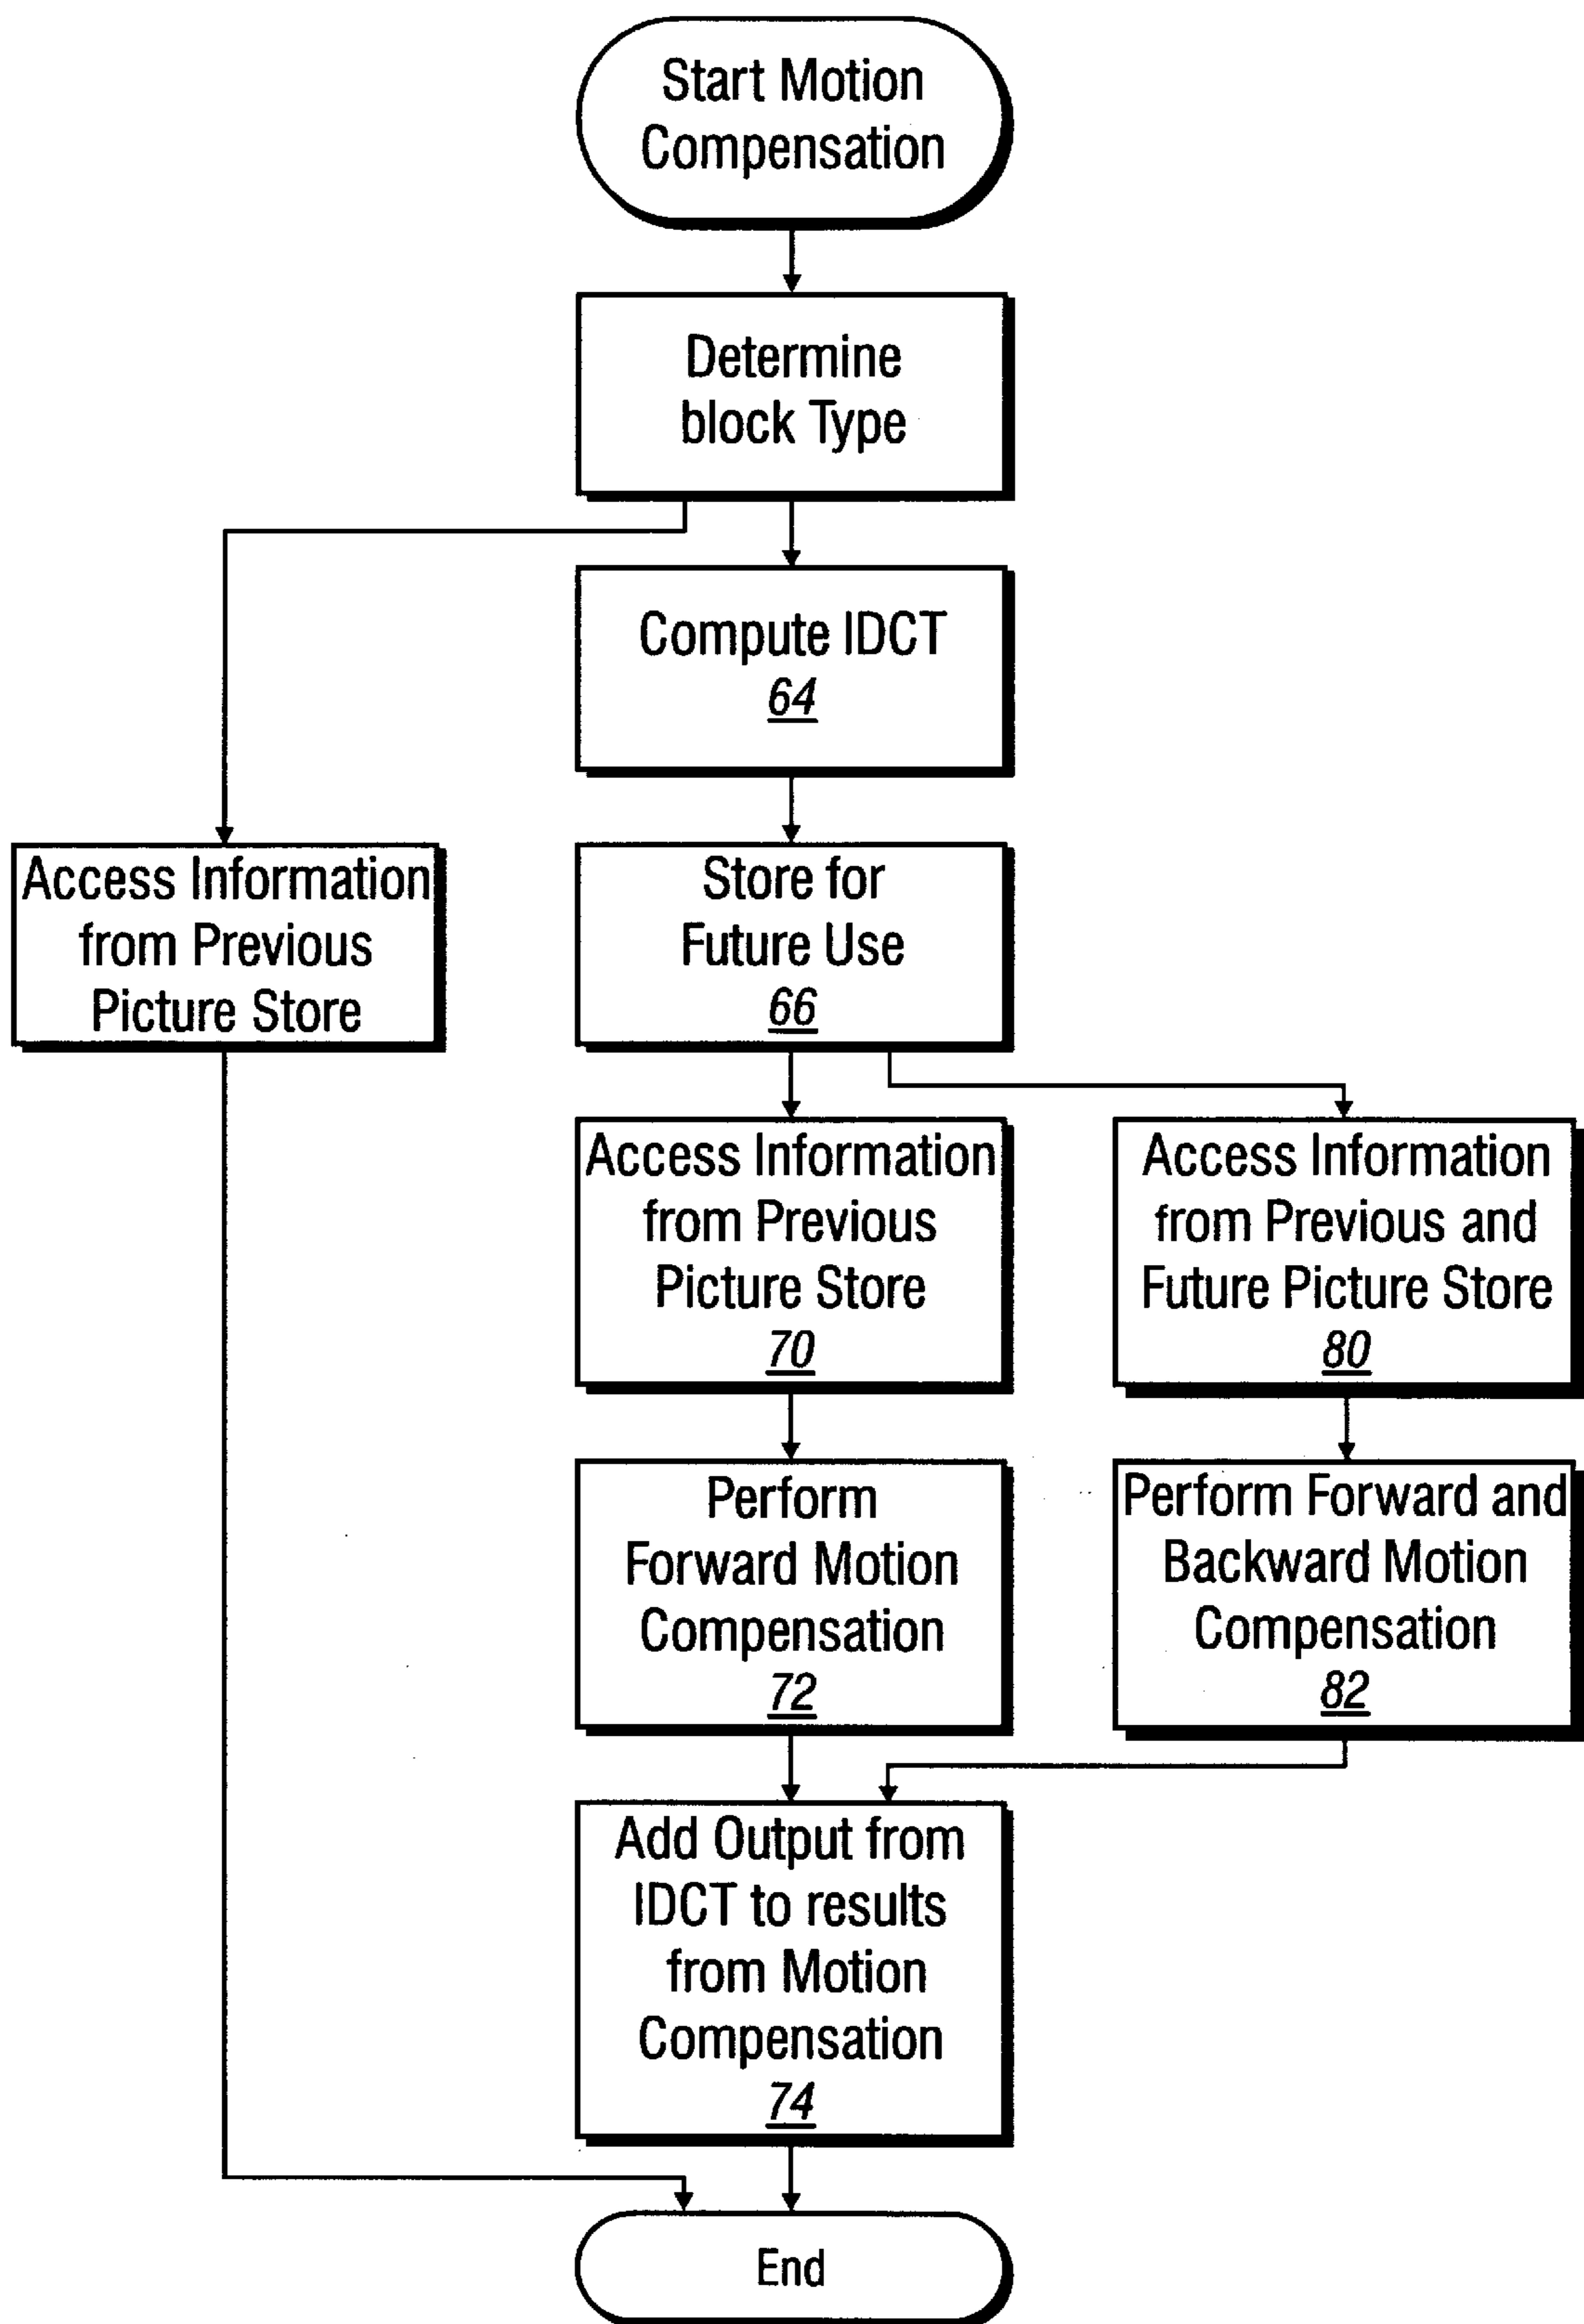 Start Motion
Compensation
Determine
block Type
Compute IDCT
64
Access Information
from Previous
Picture Store
Store for
Future Use
66
Access Information
from Previous
Picture Store
70
Access Information
from Previous and
Future Picture Store
80
Perform
Forward Motion
Compensation
72
Perform Forward and
Backward Motion
Compensation
82
Add Output from
IDCT to results
from Motion
Compensation
74
End